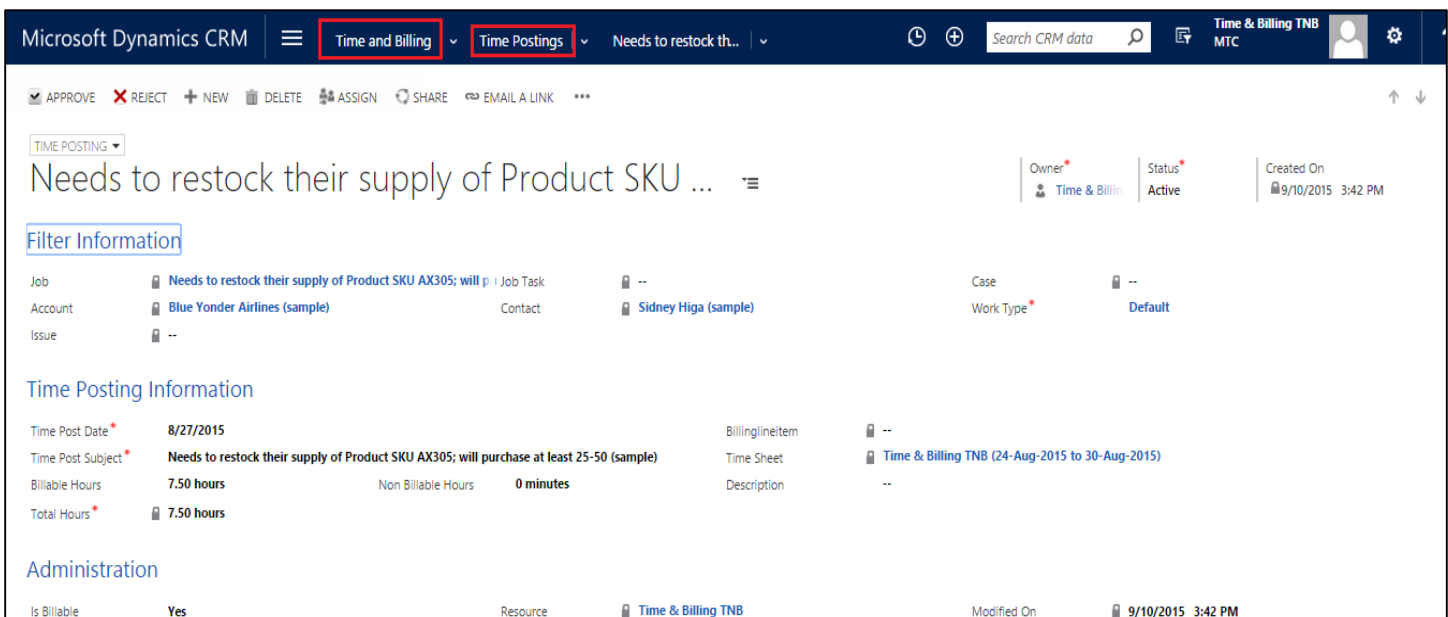 Microsoft Dynamics CRM Time and Billing Time Postings Needs to restock th... Search CRM data Time & Billing TNB
MTC
APPROVE REJECT NEW DELETE ASSIGN SHARE EMAIL A LINK •••
TIME POSTING
Needs to restock their supply of Product SKU ...
Owner* Status* Created On
Time & Billin Active 9/10/2015 3:42 PM
Filter Information
Job Needs to restock their supply of Product SKU AX305; will Job Task -- Case --
Account Blue Yonder Airlines (sample) Contact Sidney Higa (sample) Work Type* Default
Issue --
Time Posting Information
Time Post Date* 8/27/2015 Billinglineitem --
Time Post Subject* Needs to restock their supply of Product SKU AX305; will purchase at least 25-50 (sample) Time Sheet Time & Billing TNB (24-Aug-2015 to 30-Aug-2015)
Billable Hours 7.50 hours Non Billable Hours 0 minutes Description --
Total Hours* 7.50 hours
Administration
Is Billable Yes Resource Time & Billing TNB Modified On 9/10/2015 3:42 PM